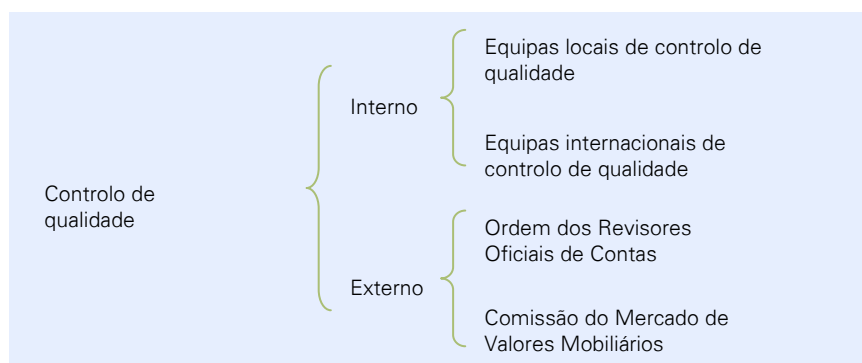 Controlo de
qualidade
Interno
Equipas locais de controlo de
qualidade
Equipas internacionais de
controlo de qualidade
Externo
Ordem dos Revisores
Oficiais de Contas
Comissão do Mercado de
Valores Mobiliários